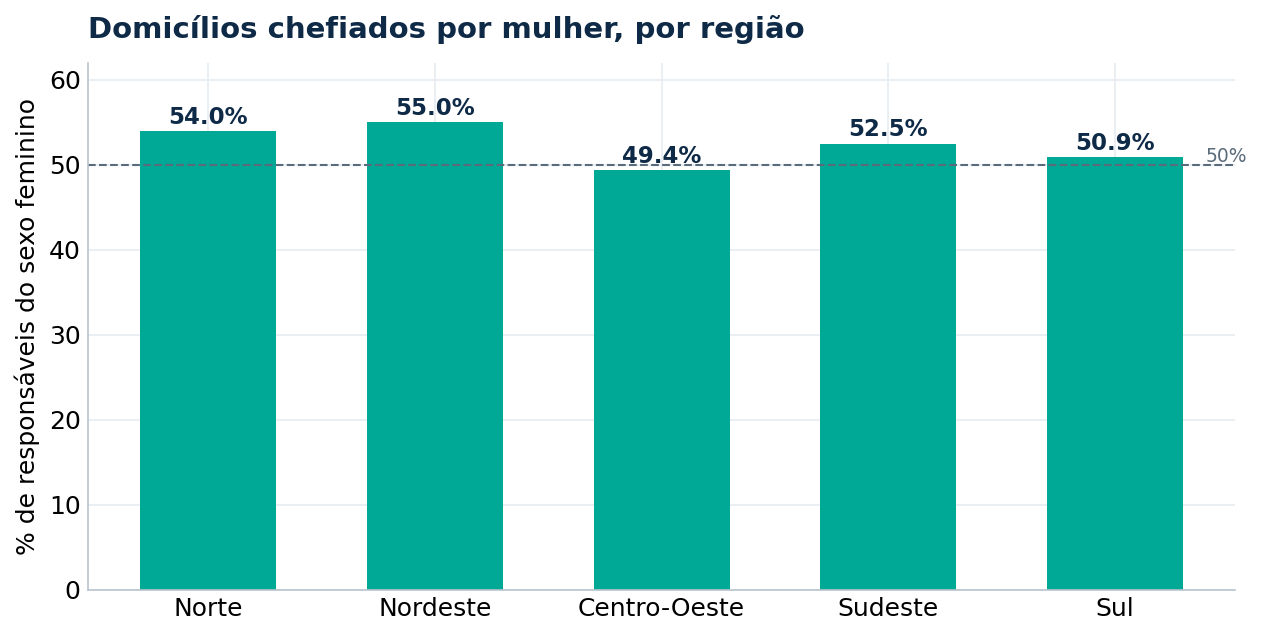 Domicílios chefiados por mulher, por região
% de responsáveis do sexo feminino
60
50
40
30
20
10
0
54.0%
55.0%
49.4%
52.5%
50.9%
50%
Norte
Nordeste
Centro-Oeste
Sudeste
Sul